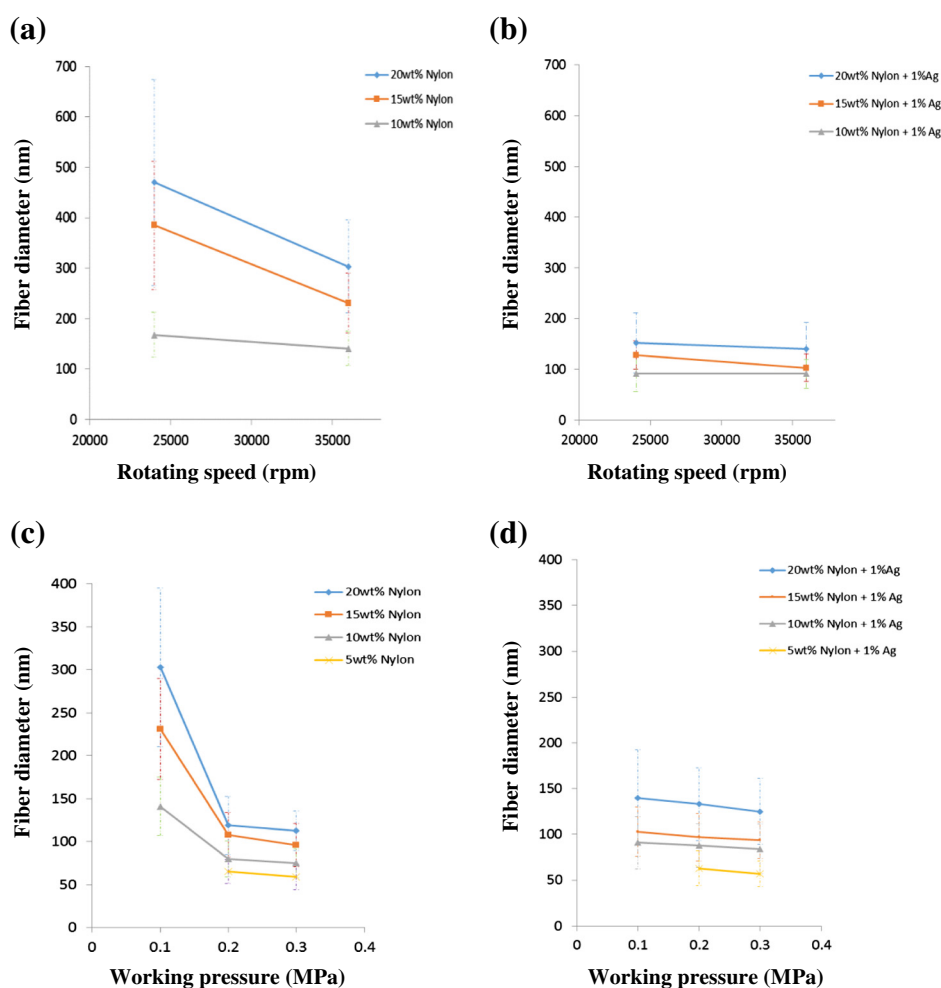 (a)
700
600
500
400
300
200
100
0
20000
25000
30000
35000
Fiber diameter (nm)
Rotating speed (rpm)
20wt% Nylon
15wt% Nylon
10wt% Nylon
(b)
700
600
500
400
300
200
100
0
20000
25000
30000
35000
Fiber diameter (nm)
Rotating speed (rpm)
20wt% Nylon + 1%Ag
15wt% Nylon + 1% Ag
10wt% Nylon + 1% Ag
(c)
400
350
300
250
200
150
100
50
0
0
0.1
0.2
0.3
0.4
Fiber diameter (nm)
Working pressure (MPa)
20wt% Nylon
15wt% Nylon
10wt% Nylon
5wt% Nylon
(d)
400
350
300
250
200
150
100
50
0
0
0.1
0.2
0.3
0.4
Fiber diameter (nm)
Working pressure (MPa)
20wt% Nylon + 1%Ag
15wt% Nylon + 1% Ag
10wt% Nylon + 1% Ag
5wt% Nylon + 1% Ag